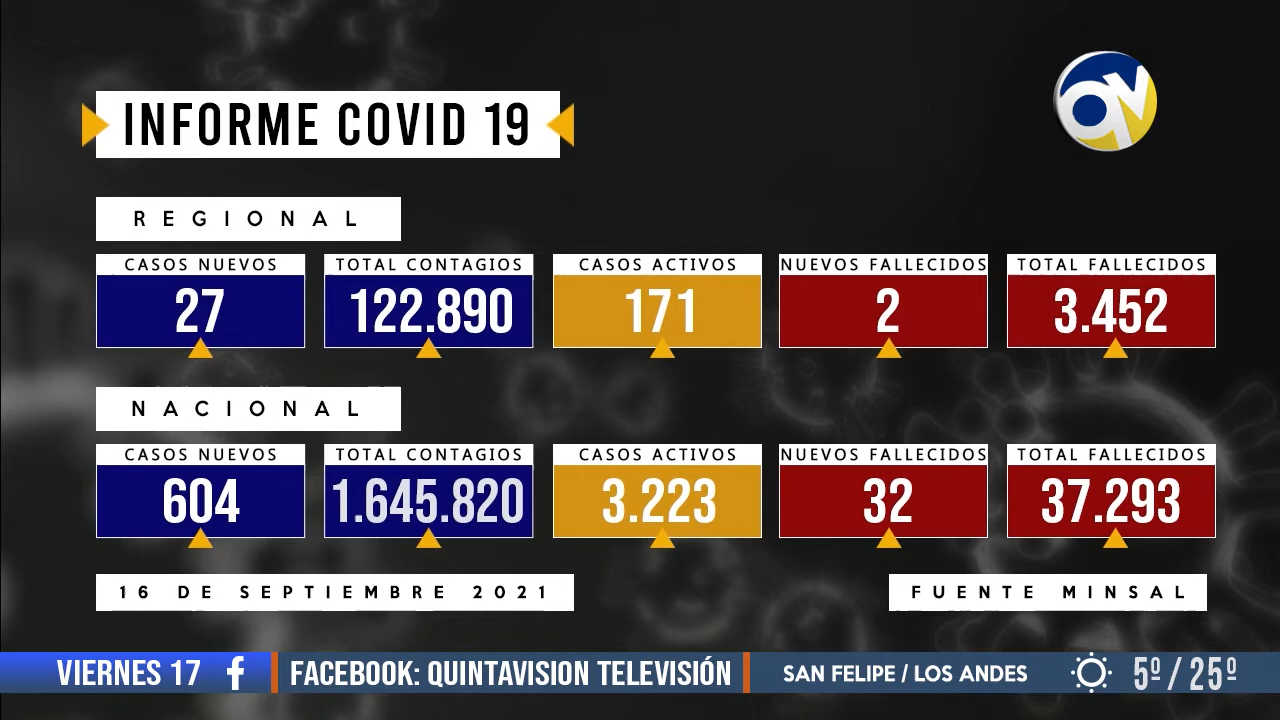 INFORME COVID 19
REGIONAL
CASOS NUEVOS TOTAL CONTAGIOS CASOS ACTIVOS NUEVOS FALLECIDOS TOTAL FALLECIDOS
27 122.890 171 2 3.452
NACIONAL
CASOS NUEVOS TOTAL CONTAGIOS CASOS ACTIVOS NUEVOS FALLECIDOS TOTAL FALLECIDOS
604 1.645.820 3.223 32 37.293
16 DE SEPTIEMBRE 2021 FUENTE MINSAL
VIERNES 17 f FACEBOOK: QUINTAVISION TELEVISIÓN SAN FELIPE / LOS ANDES 5º / 25º